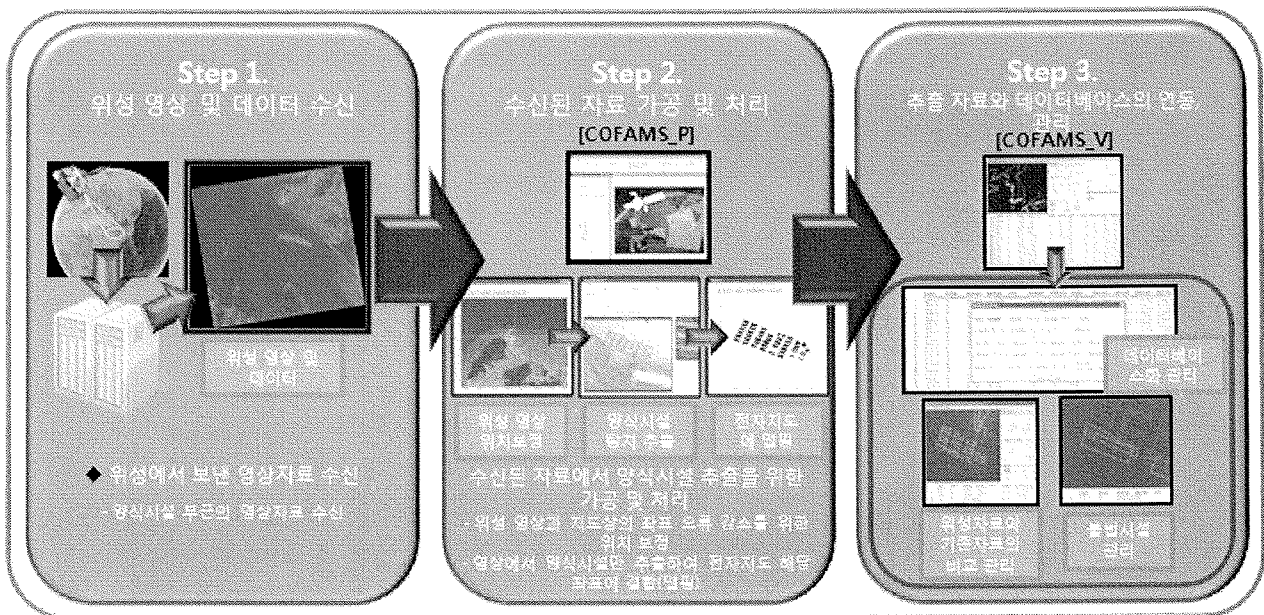 Step 1.
위성 영상 및 데이터 수신
위성 영상 및
데이터
◆ 위성에서 보낸 영상자료 수신
- 양식시설 부근의 영상자료 수신
Step 2.
수신된 자료 가공 및 처리
[COFAMS_P]
위성 영상
위치보정
양식시설
탐지 추출
전자지도
에 덮핌
수신된 자료에서 양식시설 추출을 위한
가공 및 처리
- 위성 영상과 지도상의 좌표 오류 감소를 위한
위치 보정
- 영상에서 양식시설만 추출하여 전자지도 해당
좌표에 결합(덮핌)
Step 3.
추출 자료와 데이터베이스의 연동
관리
[COFAMS_V]
데이터베이
스화 관리
위성자료와
기존자료의
비교 관리
불법시설
관리